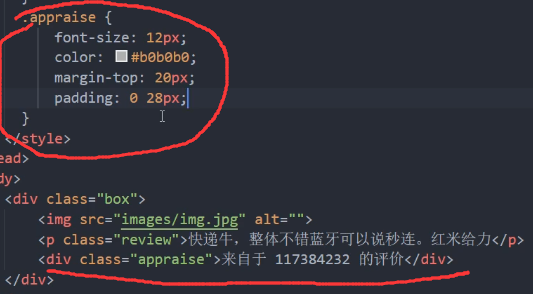 }
.appraise {
font-size: 12px;
color: #b0b0b0;
margin-top: 20px;
padding: 0 28px;
}
</style>
ead>
dy>
<div class="box">
<img src="images/img.jpg" alt="">
<p class="review">快递牛，整体不错蓝牙可以说秒连。红米给力</p>
<div class="appraise">来自于 117384232 的评价</div>
</div>